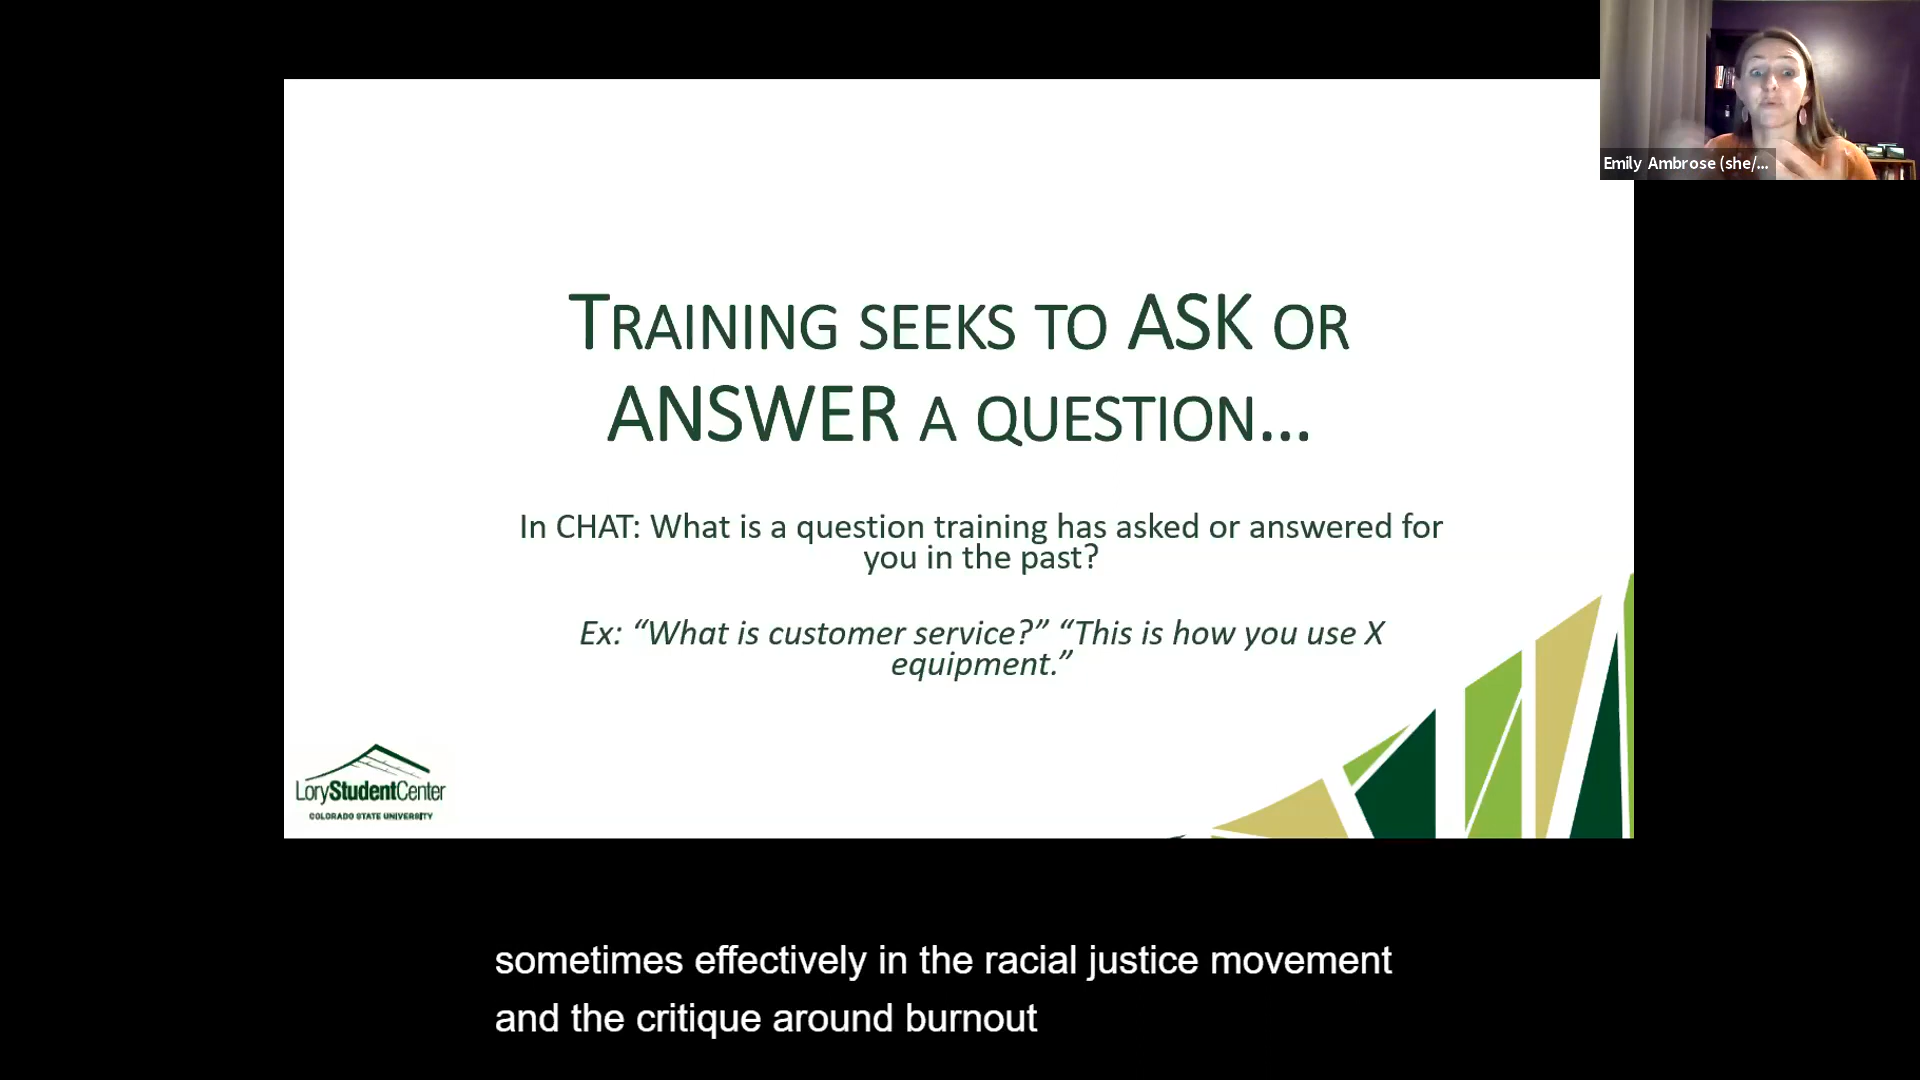 Emily Ambrose (she/...
TRAINING SEEKS TO ASK OR
ANSWER A QUESTION...
In CHAT: What is a question training has asked or answered for
you in the past?
Ex: “What is customer service?” “This is how you use X
equipment.”
LoryStudentCenter
COLORADO STATE UNIVERSITY
sometimes effectively in the racial justice movement
and the critique around burnout